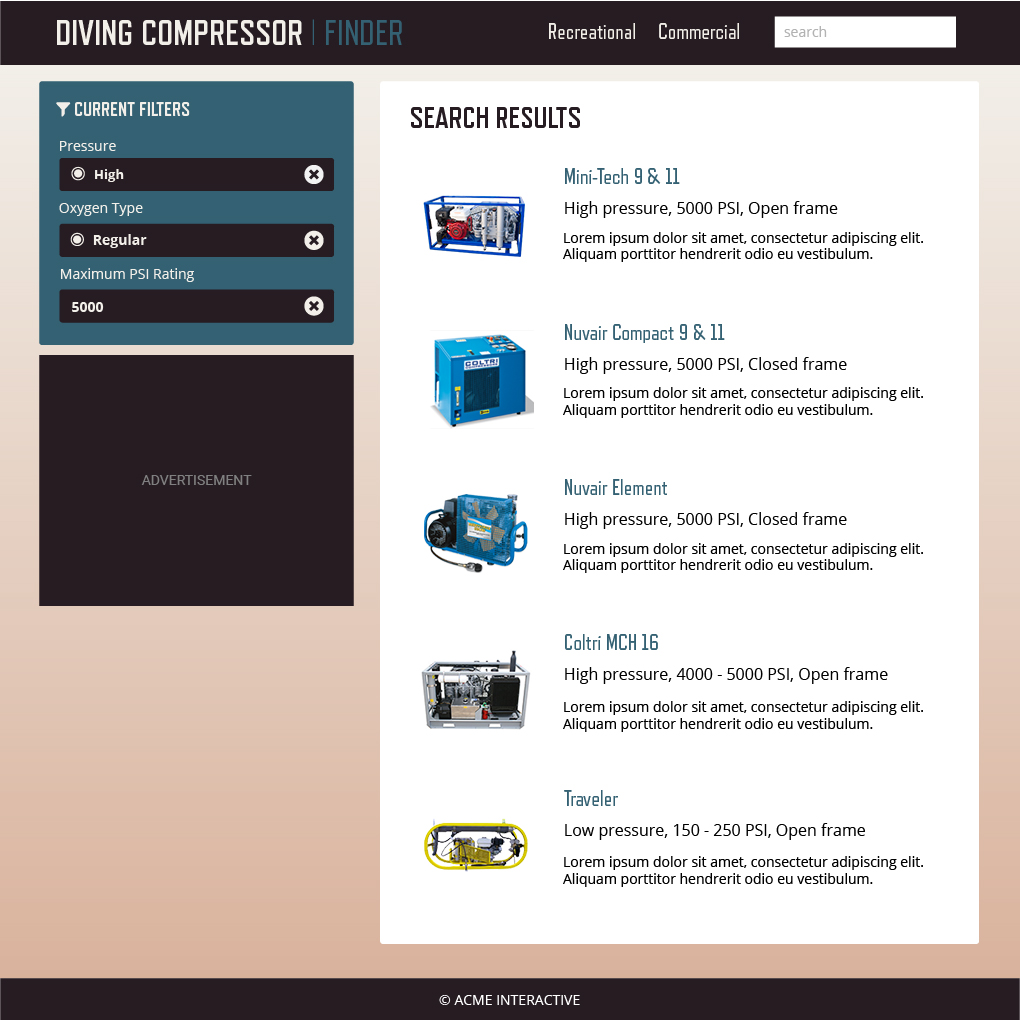 DIVING COMPRESSOR | FINDER
Recreational
Commercial
search
CURRENT FILTERS
Pressure
High
Oxygen Type
Regular
Maximum PSI Rating
5000
ADVERTISEMENT
SEARCH RESULTS
Mini-Tech 9 & 11
High pressure, 5000 PSI, Open frame
Lorem ipsum dolor sit amet, consectetur adipiscing elit.
Aliquam porttitor hendrerit odio eu vestibulum.
COLTRI
Nuvair Compact 9 & 11
High pressure, 5000 PSI, Closed frame
Lorem ipsum dolor sit amet, consectetur adipiscing elit.
Aliquam porttitor hendrerit odio eu vestibulum.
Nuvair Element
High pressure, 5000 PSI, Closed frame
Lorem ipsum dolor sit amet, consectetur adipiscing elit.
Aliquam porttitor hendrerit odio eu vestibulum.
Coltri MCH 16
High pressure, 4000 - 5000 PSI, Open frame
Lorem ipsum dolor sit amet, consectetur adipiscing elit.
Aliquam porttitor hendrerit odio eu vestibulum.
Traveler
Low pressure, 150 - 250 PSI, Open frame
Lorem ipsum dolor sit amet, consectetur adipiscing elit.
Aliquam porttitor hendrerit odio eu vestibulum.
© ACME INTERACTIVE